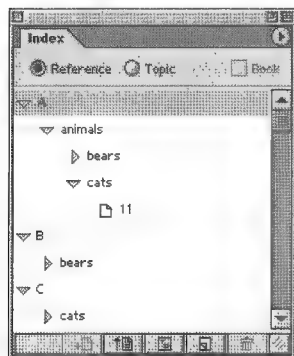 Index
Reference Topic Book
A
animals
bears
cats
11
B
bears
C
cats